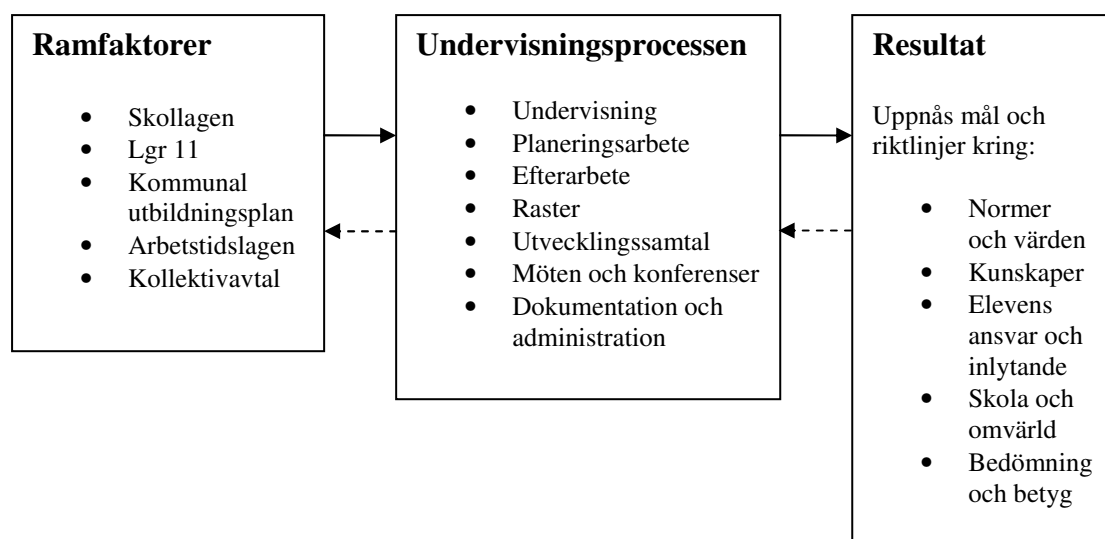 Ramfaktorer
• Skollagen
• Lgr 11
• Kommunal
utbildningsplan
• Arbetstidslagen
• Kollektivavtal
Undervisningsprocessen
• Undervisning
• Planeringsarbete
• Efterarbete
• Raster
• Utvecklingssamtal
• Möten och konferenser
• Dokumentation och
administration
Resultat
Uppnås mål och
riktlinjer kring:
• Normer
och värden
• Kunskaper
• Elevens
ansvar och
inlytande
• Skola och
omvärld
• Bedömning
och betyg